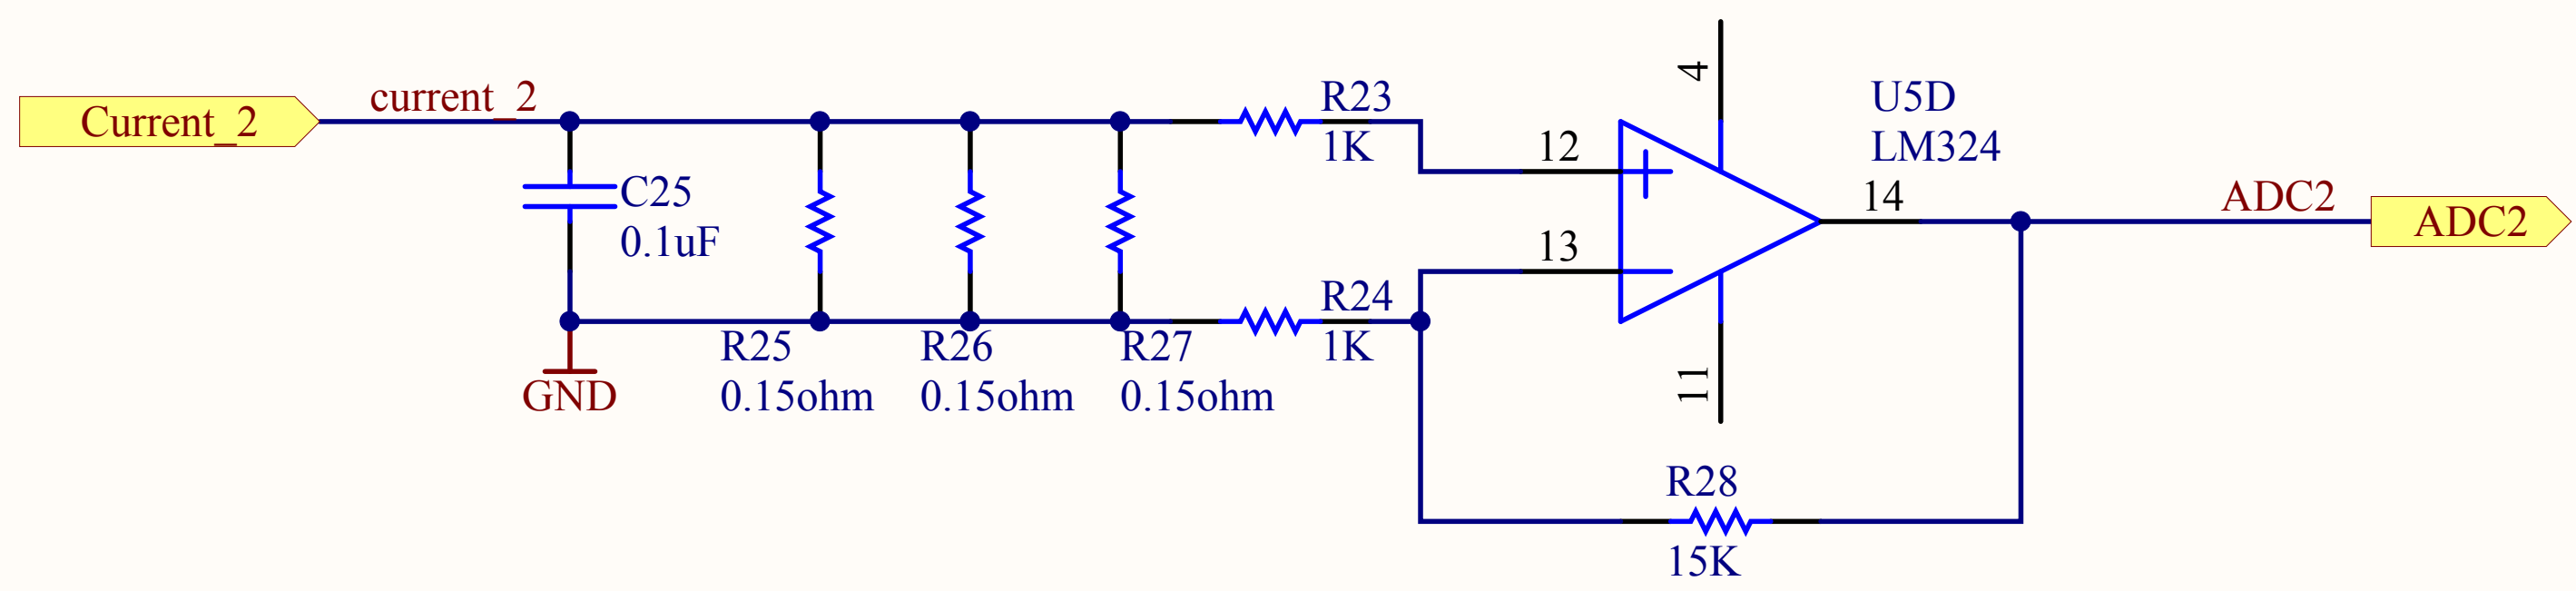 Current_2
current_2
C25
0.1uF
GND
R25
0.15ohm
R26
0.15ohm
R27
0.15ohm
R23
1K
R24
1K
12
13
4
11
U5D
LM324
14
R28
15K
ADC2
ADC2